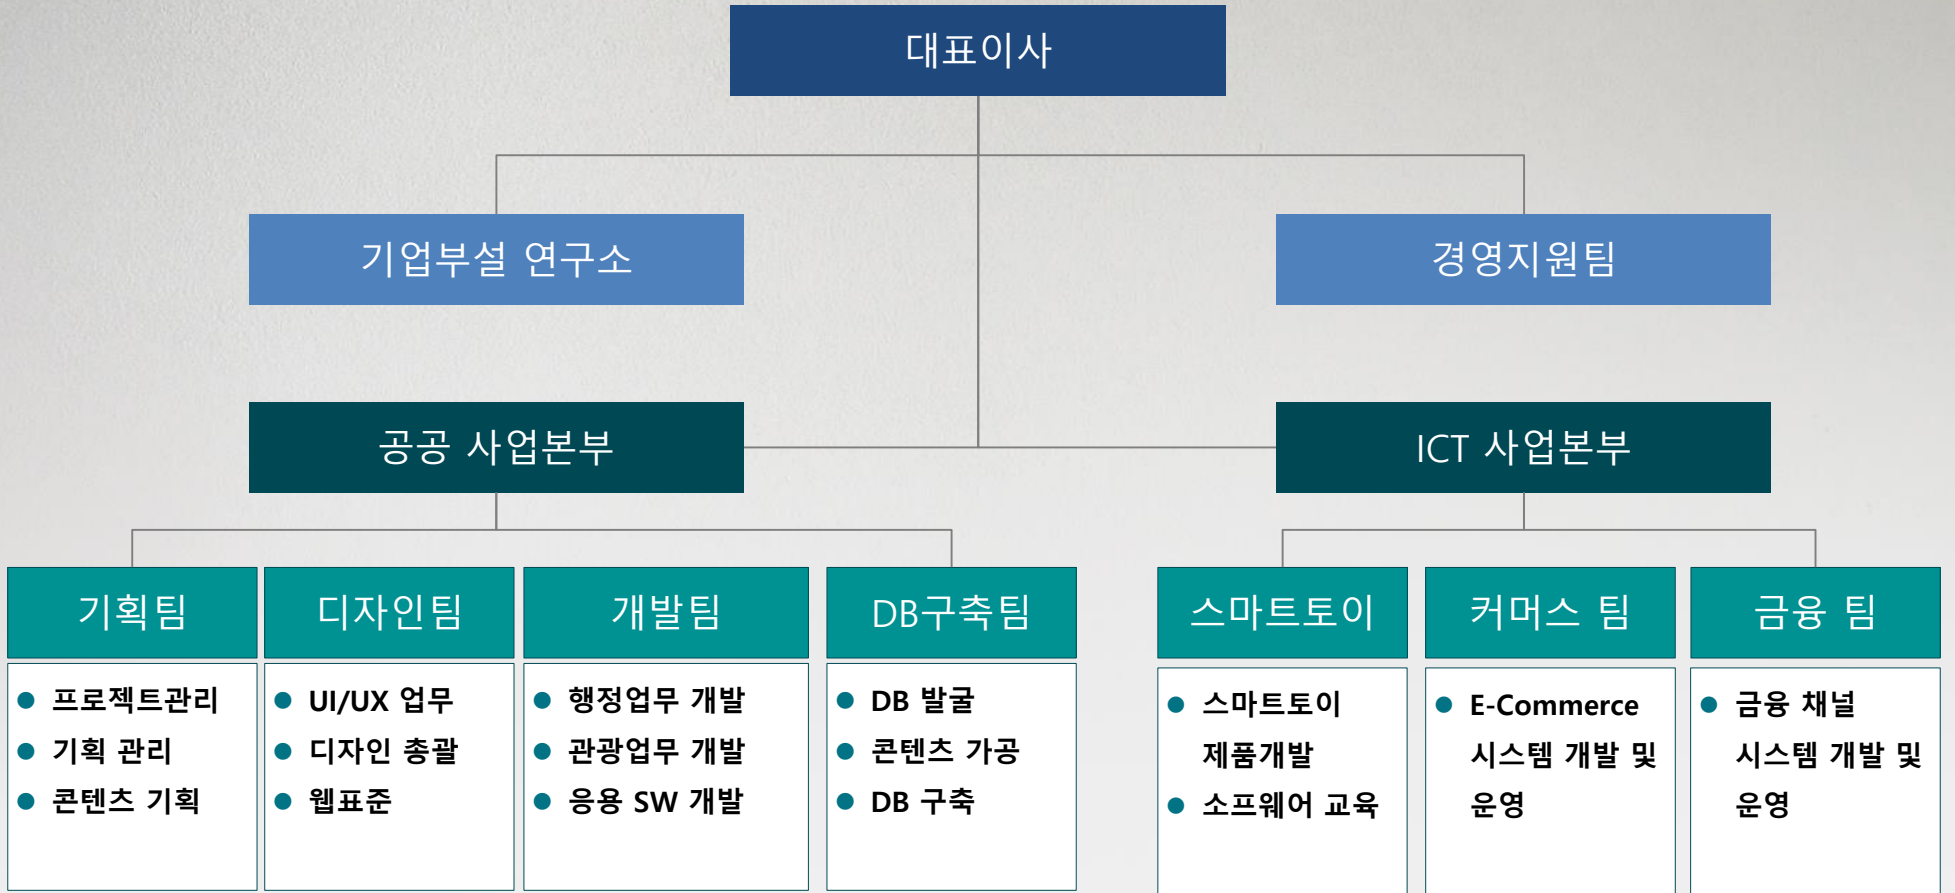 대표이사
기업부설 연구소
경영지원팀
공공 사업본부
ICT 사업본부
기획팀
디자인팀
개발팀
DB구축팀
스마트토이
커머스 팀
금융 팀
● 프로젝트관리
● 기획 관리
● 콘텐츠 기획
● UI/UX 업무
● 디자인 총괄
● 웹표준
● 행정업무 개발
● 관광업무 개발
● 응용 SW 개발
● DB 발굴
● 콘텐츠 가공
● DB 구축
● 스마트토이
제품개발
● 소프웨어 교육
● E-Commerce
시스템 개발 및
운영
● 금융 채널
시스템 개발 및
운영